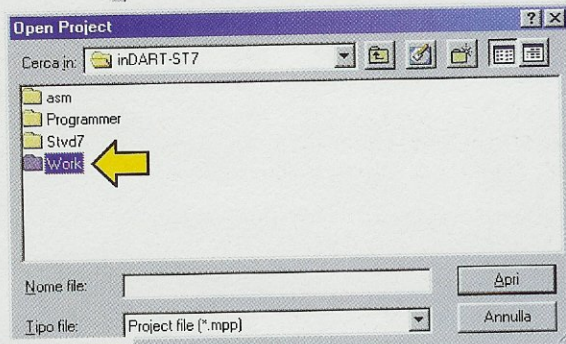 Open Project
Cerca in: inDART-ST7
asm
Programmer
Stvd7
Work
Nome file:
Apri
Tipo file: Project file (*.mpp)
Annulla